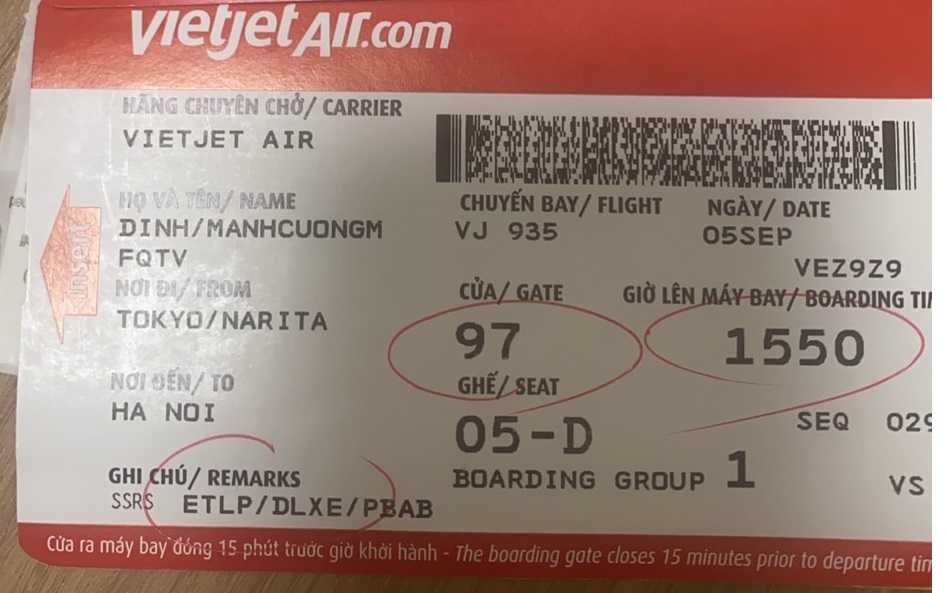 vietjetAir.com
HÃNG CHUYÊN CHỞ/ CARRIER
VIETJET AIR
HỌ VÀ TÊN/ NAME
DINH/MANHCUONGM
FQTV
CHUYẾN BAY/ FLIGHT
VJ 935
NGÀY/ DATE
05SEP
VEZ9Z9
NƠI ĐI/ FROM
TOKYO/NARITA
CỬA/ GATE
97
GIỜ LÊN MÁY BAY/ BOARDING TI
1550
NƠI ĐẾN/ TO
HA NOI
GHẾ/ SEAT
05-D
SEQ 029
BOARDING GROUP 1
VS
GHI CHÚ/ REMARKS
SSRS ETLP/DLXE/PBAB
Cửa ra máy bay đóng 15 phút trước giờ khởi hành - The boarding gate closes 15 minutes prior to departure tim